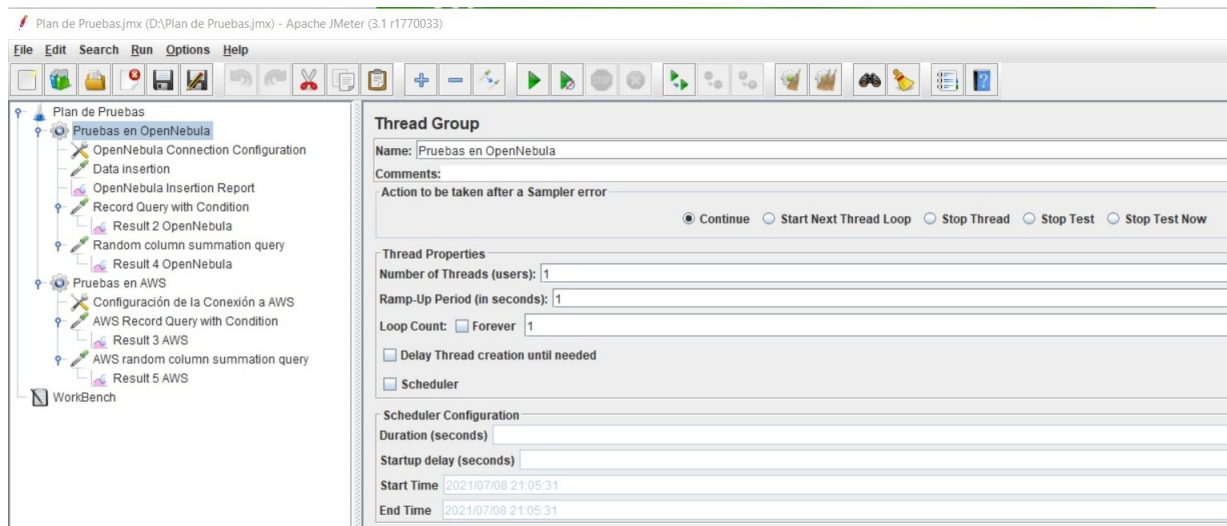 Plan de Pruebas.jmx (D:\Plan de Pruebas.jmx) - Apache JMeter (3.1 r1770033)
File Edit Search Run Options Help
Plan de Pruebas
Pruebas en OpenNebula
OpenNebula Connection Configuration
Data insertion
OpenNebula Insertion Report
Record Query with Condition
Result 2 OpenNebula
Random column summation query
Result 4 OpenNebula
Pruebas en AWS
Configuración de la Conexión a AWS
AWS Record Query with Condition
Result 3 AWS
AWS random column summation query
Result 5 AWS
WorkBench
Thread Group
Name: Pruebas en OpenNebula
Comments:
Action to be taken after a Sampler error
Continue Start Next Thread Loop Stop Thread Stop Test Stop Test Now
Thread Properties
Number of Threads (users): 1
Ramp-Up Period (in seconds): 1
Loop Count: Forever 1
Delay Thread creation until needed
Scheduler
Scheduler Configuration
Duration (seconds)
Startup delay (seconds)
Start Time 2021/07/08 21:05:31
End Time 2021/07/08 21:05:31